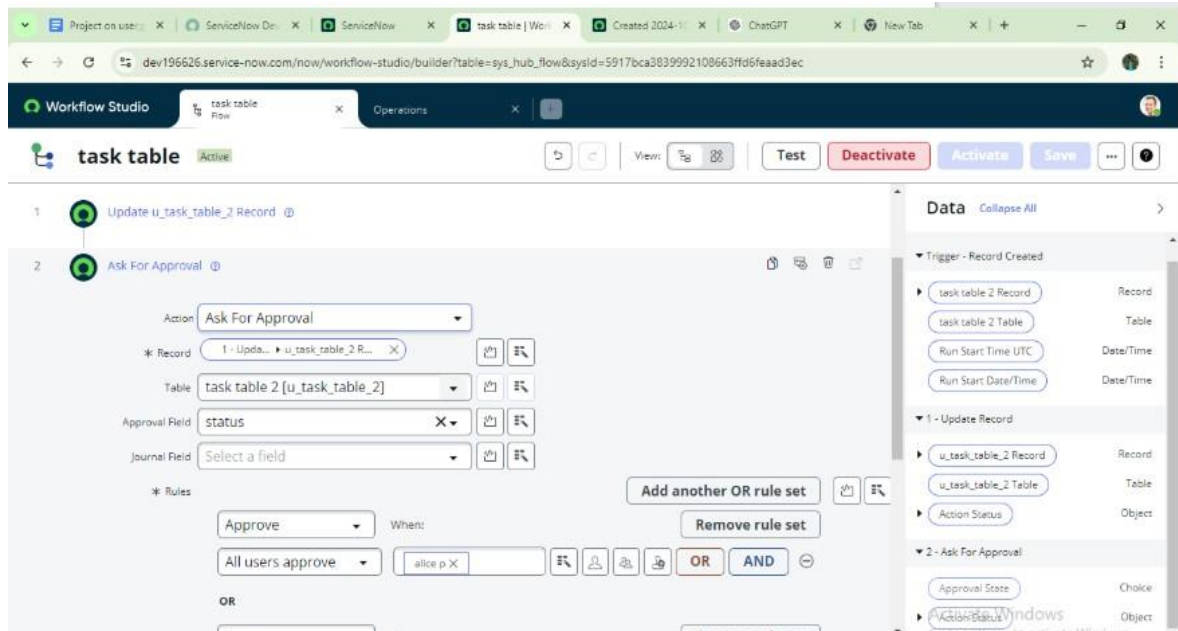 Project on user
ServiceNow Dev
ServiceNow
task table | Work
Created 2024-1
ChatGPT
New Tab
dev196626.service-now.com/now/workflow-studio/builder?table=sys_hub_flow&sysId=5917bca3839992108663ffd6feaad3ec
Workflow Studio
task table
Flow
Operations
task table Active
View:
Test
Deactivate
Activate
Save
1 Update u_task_table_2 Record
2 Ask For Approval
Action Ask For Approval
* Record 1 - Upda... ▸ u_task_table_2 R...
Table task table 2 [u_task_table_2]
Approval Field status
Journal Field Select a field
* Rules
Add another OR rule set
Approve When: Remove rule set
All users approve alice p OR AND
OR
Data Collapse All
Trigger - Record Created
task table 2 Record Record
task table 2 Table Table
Run Start Time UTC Date/Time
Run Start Date/Time Date/Time
1 - Update Record
u_task_table_2 Record Record
u_task_table_2 Table Table
Action Status Object
2 - Ask For Approval
Approval State Choice
Action Status Object
Activate Windows